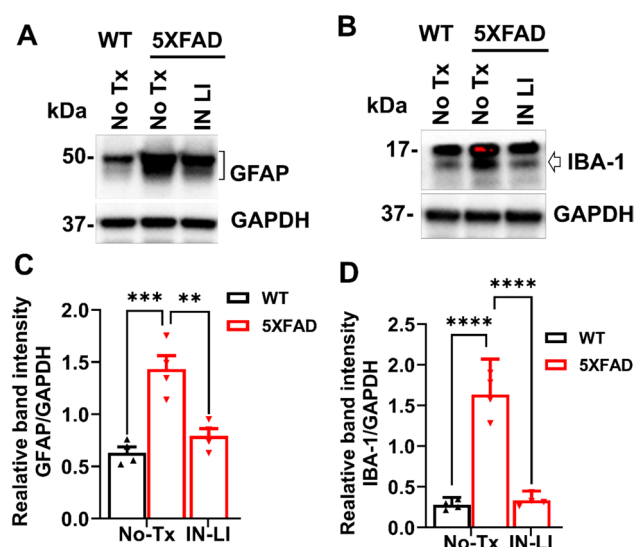 A
WT 5XFAD
No Tx No Tx IN LI
kDa
50-
GFAP
37- GAPDH
B
WT 5XFAD
No Tx No Tx IN LI
kDa
17-
IBA-1
37- GAPDH
C
*** **
WT
5XFAD
Realative band intensity
GFAP/GAPDH
2.0
1.5
1.0
0.5
0.0
No-Tx IN-LI
D
****
****
WT
5XFAD
Realative band intensity
IBA-1/GAPDH
2.5
2.0
1.5
1.0
0.5
0.0
No-Tx IN-LI